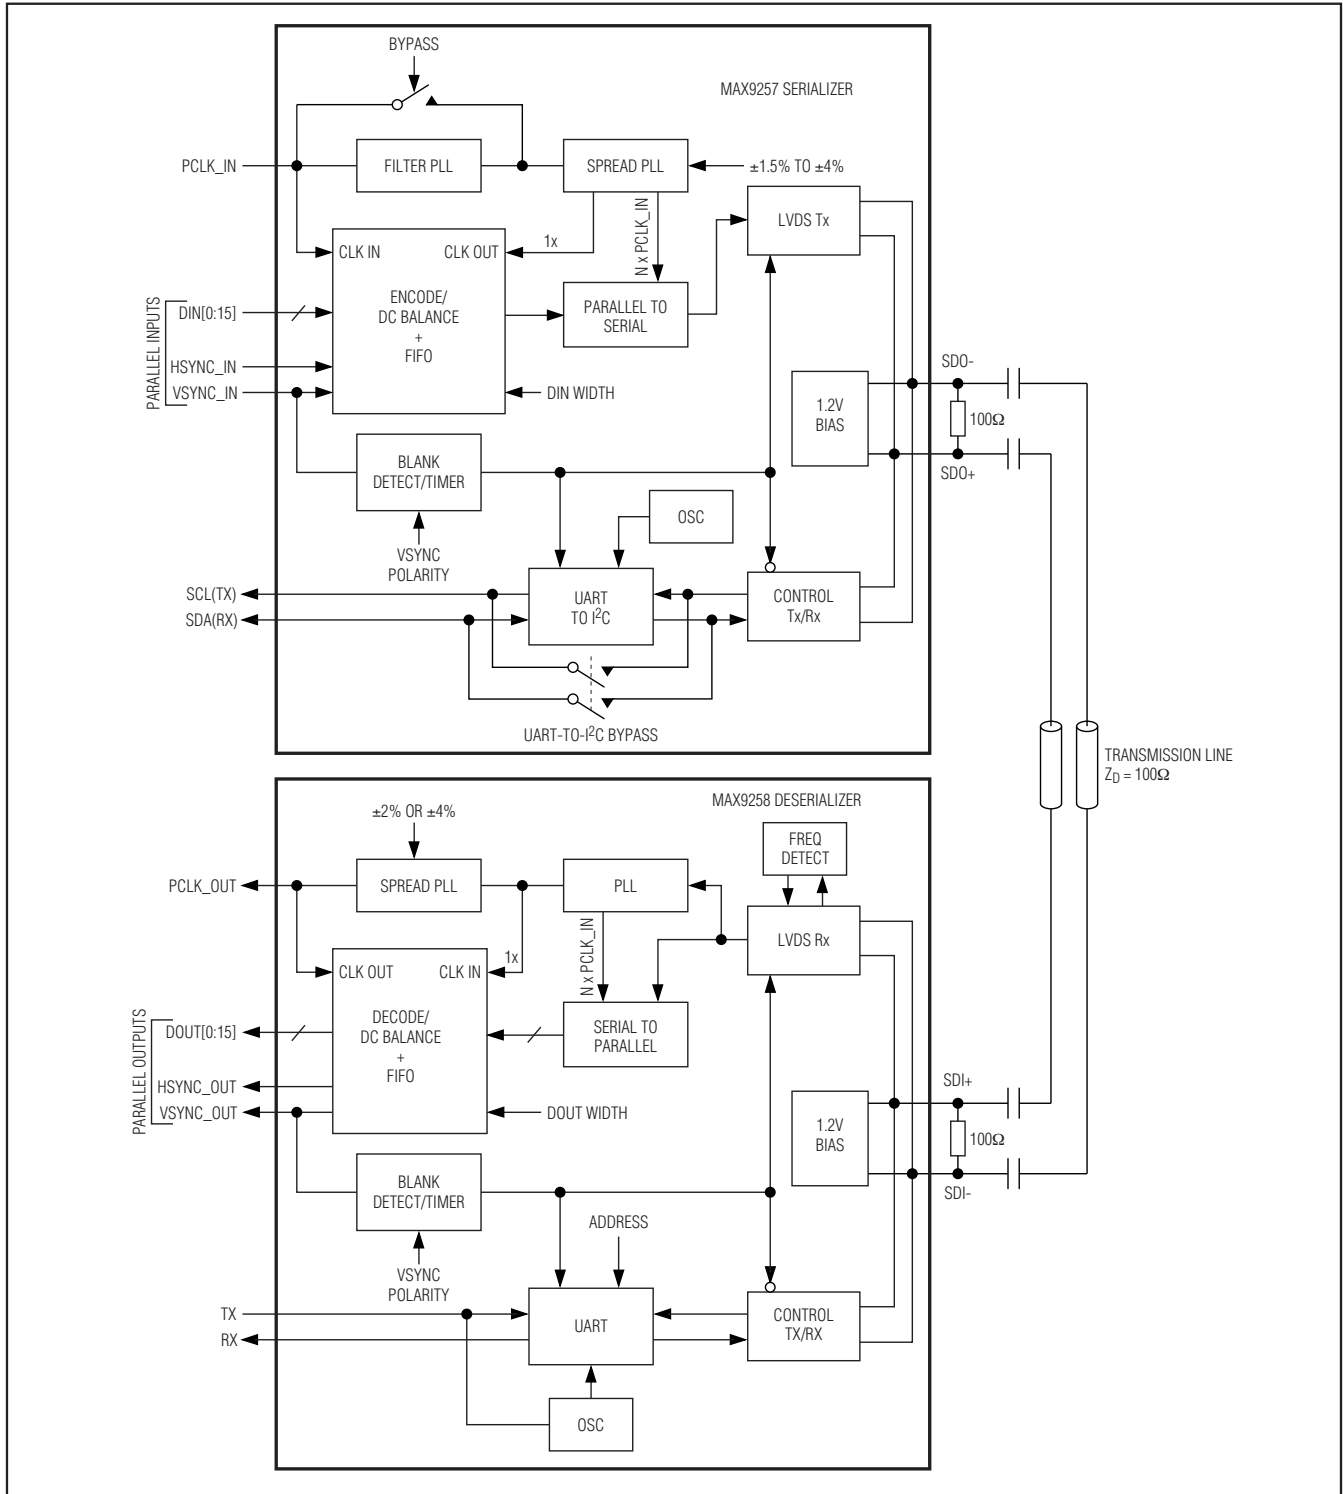 BYPASS
MAX9257 SERIALIZER
PCLK_IN
FILTER PLL
SPREAD PLL
±1.5% TO ±4%
N x PCLK_IN
LVDS Tx
1x
CLK IN
CLK OUT
PARALLEL INPUTS
DIN[0:15]
ENCODE/
DC BALANCE
+
FIFO
PARALLEL TO
SERIAL
HSYNC_IN
VSYNC_IN
DIN WIDTH
1.2V
BIAS
SDO-
100Ω
SDO+
BLANK
DETECT/TIMER
OSC
VSYNC
POLARITY
SCL(TX)
SDA(RX)
UART
TO I²C
CONTROL
Tx/Rx
UART-TO-I²C BYPASS
TRANSMISSION LINE
Z_D = 100Ω
MAX9258 DESERIALIZER
±2% OR ±4%
FREQ
DETECT
PCLK_OUT
SPREAD PLL
PLL
N x PCLK_IN
LVDS Rx
1x
CLK OUT
CLK IN
PARALLEL OUTPUTS
DOUT[0:15]
DECODE/
DC BALANCE
+
FIFO
SERIAL TO
PARALLEL
HSYNC_OUT
VSYNC_OUT
DOUT WIDTH
1.2V
BIAS
SDI+
100Ω
SDI-
BLANK
DETECT/TIMER
ADDRESS
VSYNC
POLARITY
TX
RX
UART
CONTROL
TX/RX
OSC